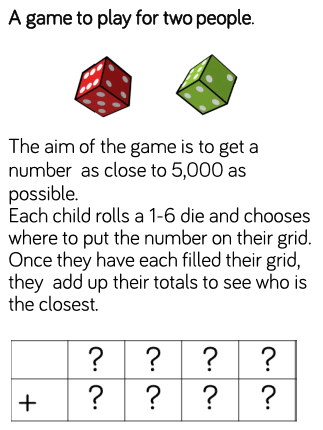 A game to play for two people.
The aim of the game is to get a
number as close to 5,000 as
possible.
Each child rolls a 1-6 die and chooses
where to put the number on their grid.
Once they have each filled their grid,
they add up their totals to see who is
the closest.
? ? ? ?
+ ? ? ? ?